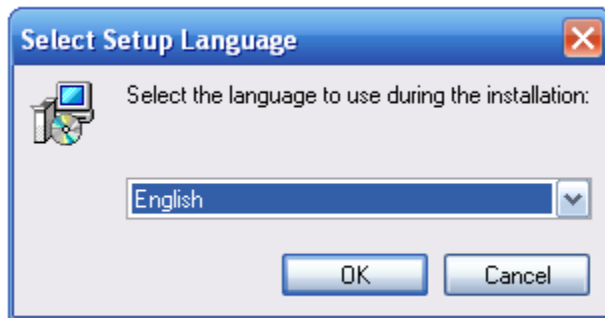 Select Setup Language
Select the language to use during the installation:
English
OK
Cancel